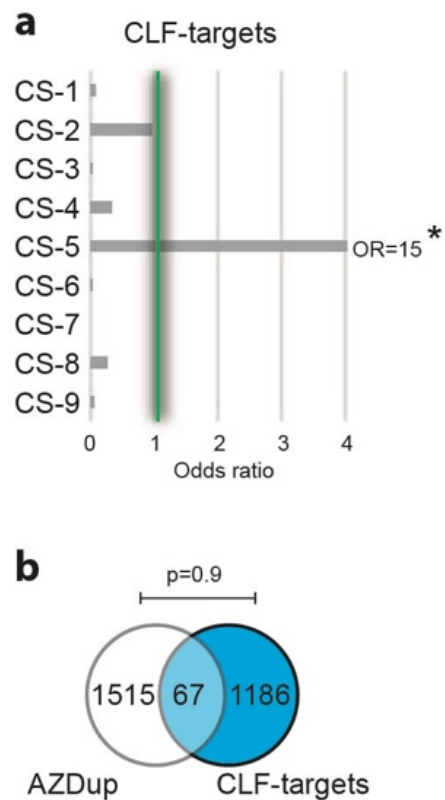 a
CLF-targets
CS-1
CS-2
CS-3
CS-4
CS-5
OR=15 *
CS-6
CS-7
CS-8
CS-9
0 1 2 3 4
Odds ratio
b
p=0.9
1515 67 1186
AZDup CLF-targets